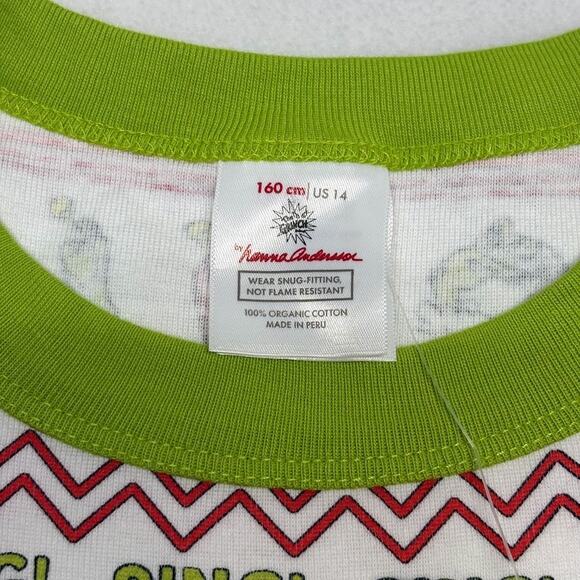 160 cm | US 14
GRINCH
by Hanna Andersson
WEAR SNUG-FITTING,
NOT FLAME RESISTANT
100% ORGANIC COTTON
MADE IN PERU
SING!